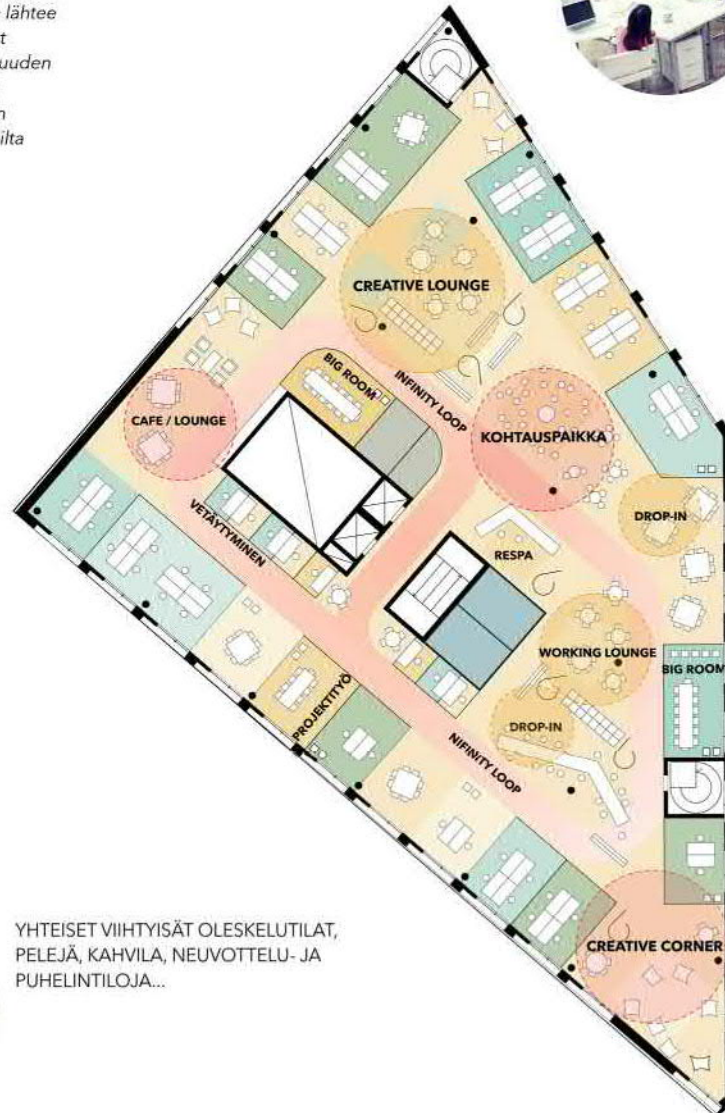 lähtee
t
uuden
n
ilta
CREATIVE LOUNGE
BIG ROOM
INFINITY LOOP
CAFE / LOUNGE
KOHTAUSPAIKKA
VETÄYTYMINEN
DROP-IN
RESPA
WORKING LOUNGE
BIG ROOM
PROJEKTITYÖ
DROP-IN
NIFINITY LOOP
CREATIVE CORNER
YHTEISET VIIHTYISÄT OLESKELUTILAT,
PELEJÄ, KAHVILA, NEUVOTTELU- JA
PUHELINTILOJA...